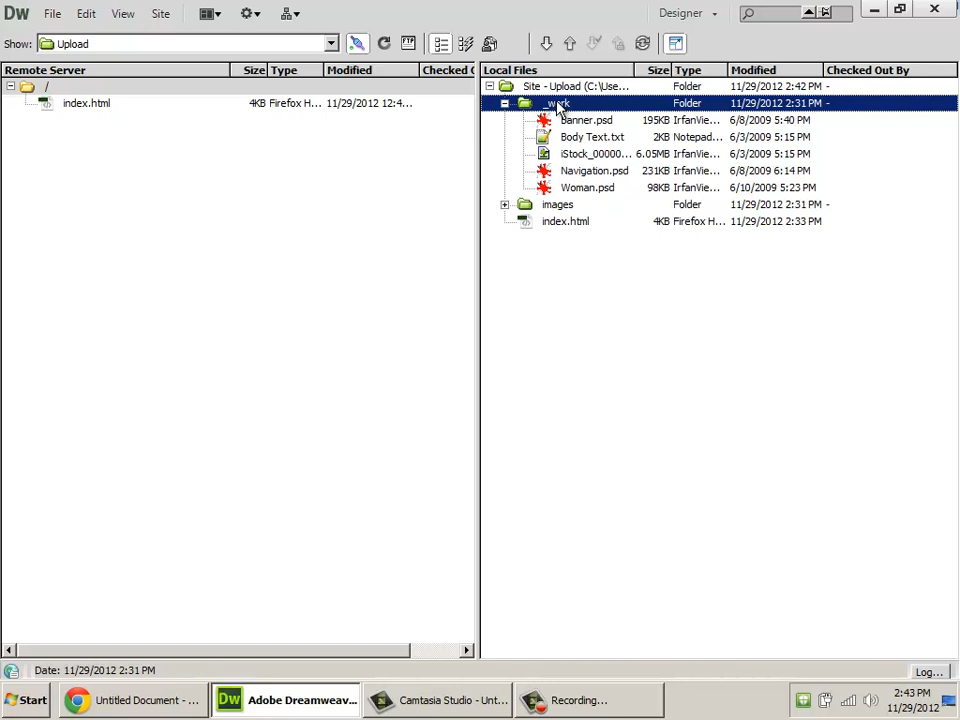 Dw File Edit View Site Designer
Show: Upload
Remote Server Size Type Modified Checked O
/
index.html 4KB Firefox H... 11/29/2012 12:4...
Local Files Size Type Modified Checked Out By
Site - Upload (C:\Use... Folder 11/29/2012 2:42 PM -
_work Folder 11/29/2012 2:31 PM -
Banner.psd 195KB IrfanVie... 6/8/2009 5:40 PM
Body Text.txt 2KB Notepad... 6/3/2009 5:15 PM
iStock_00000... 6.05MB IrfanVie... 6/3/2009 5:15 PM
Navigation.psd 231KB IrfanVie... 6/8/2009 6:14 PM
Woman.psd 98KB IrfanVie... 6/10/2009 5:23 PM
images Folder 11/29/2012 2:31 PM -
index.html 4KB Firefox H... 11/29/2012 2:33 PM
Date: 11/29/2012 2:31 PM Log...
Start Untitled Document - ... Dw Adobe Dreamweav... Camtasia Studio - Unt... Recording... 2:43 PM
11/29/2012